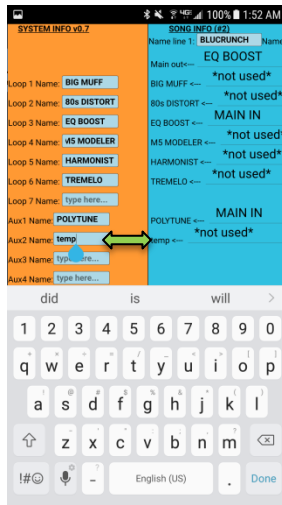 4G 100% 1:52 AM
SYSTEM INFO v0.7
Loop 1 Name: BIG MUFF
Loop 2 Name: 80s DISTORT
Loop 3 Name: EQ BOOST
Loop 4 Name: M5 MODELER
Loop 5 Name: HARMONIST
Loop 6 Name: TREMELO
Loop 7 Name: type here...
Aux1 Name: POLYTUNE
Aux2 Name: temp
Aux3 Name: type here...
Aux4 Name: type here...
SONG INFO (#2)
Name line 1: BLUCRUNCH Name
Main out<— EQ BOOST
BIG MUFF <— *not used*
80s DISTORT <— *not used*
EQ BOOST <— MAIN IN
M5 MODELER <— *not used*
HARMONIST <— *not used*
TREMELO <— *not used*
POLYTUNE <— MAIN IN
temp <— *not used*
did is will >
1 2 3 4 5 6 7 8 9 0
q w e r t y u i o p
a s d f g h j k l
z x c v b n m
!#☺ - English (US) . Done